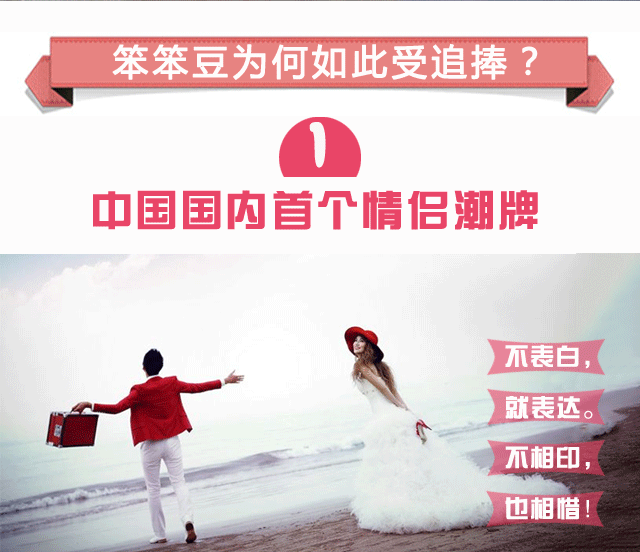 笨笨豆为何如此受追捧？
1
中国国内首个情侣潮牌
不表白，
就表达。
不相印，
也相惜！